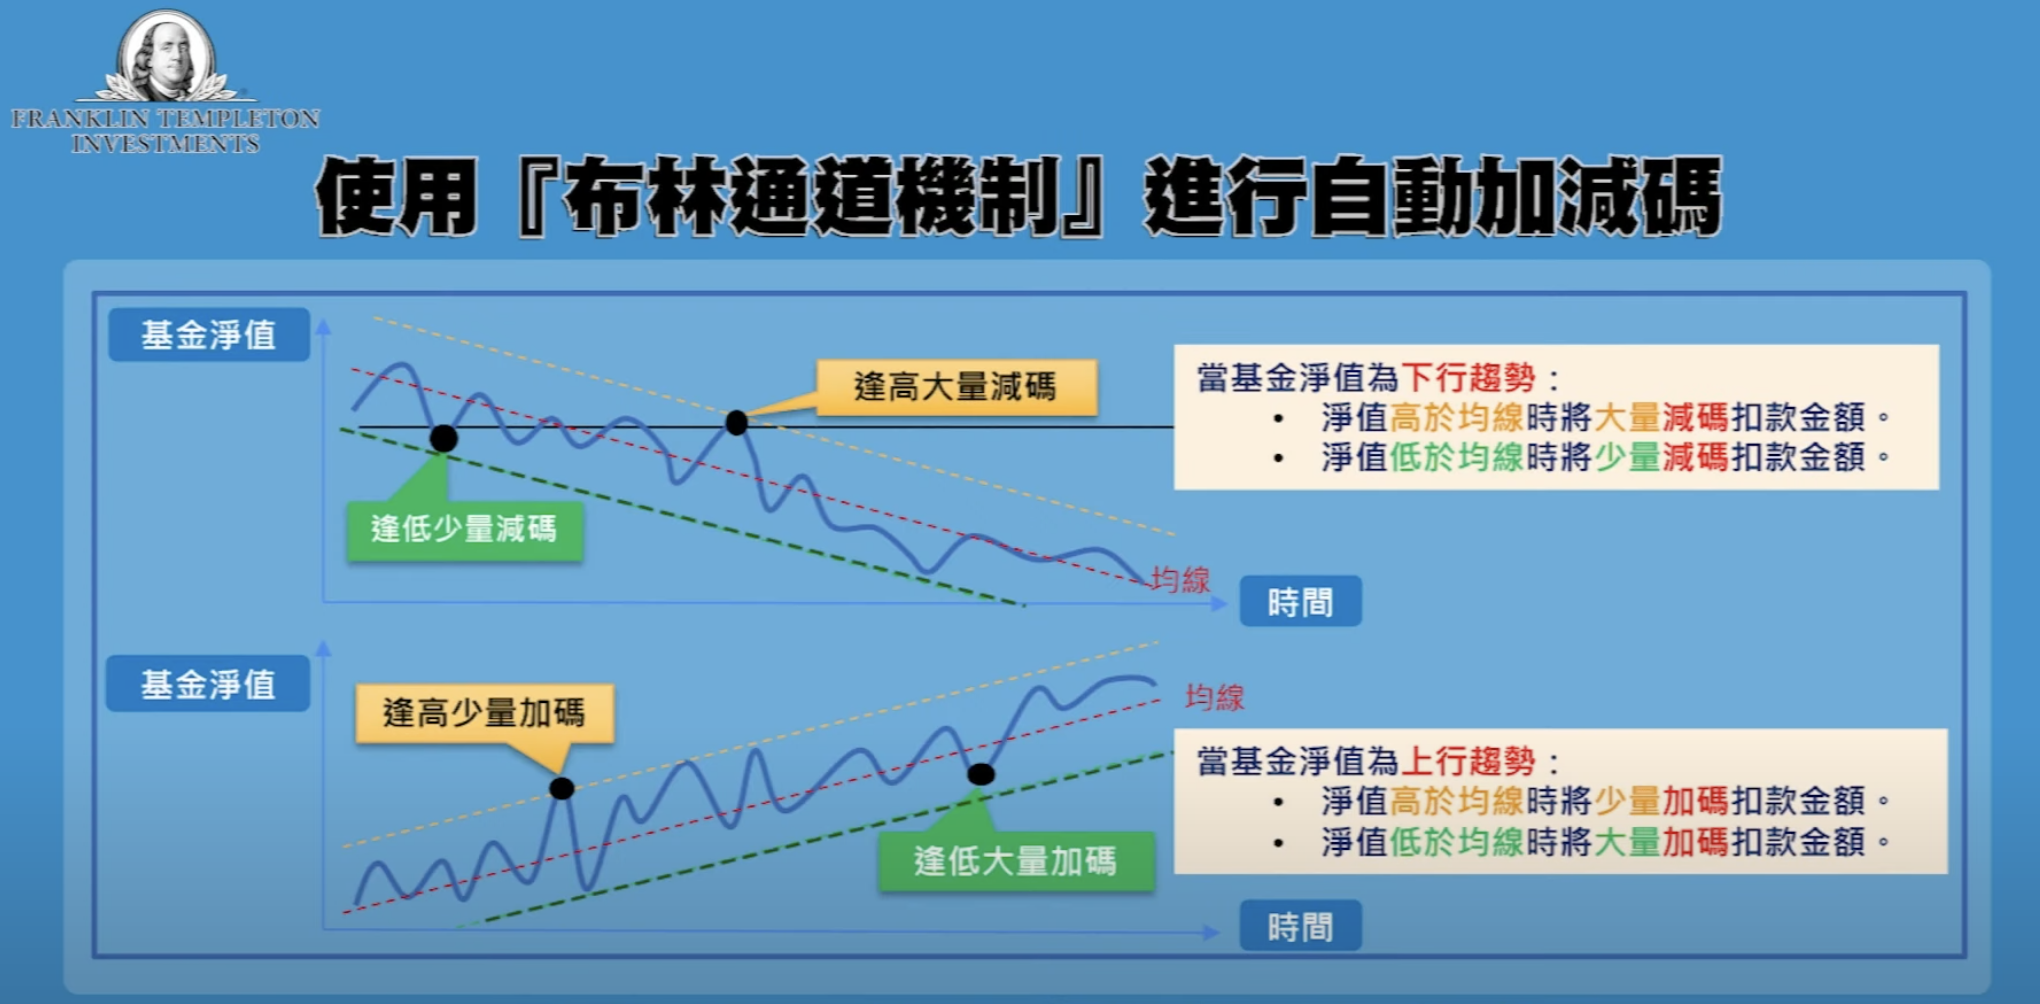 FRANKLIN TEMPLETON
INVESTMENTS
使用『布林通道機制』進行自動加減碼
基金淨值
逢高大量減碼
逢低少量減碼
均線
時間
當基金淨值為下行趨勢：
• 淨值高於均線時將大量減碼扣款金額。
• 淨值低於均線時將少量減碼扣款金額。
基金淨值
逢高少量加碼
均線
逢低大量加碼
時間
當基金淨值為上行趨勢：
• 淨值高於均線時將少量加碼扣款金額。
• 淨值低於均線時將大量加碼扣款金額。